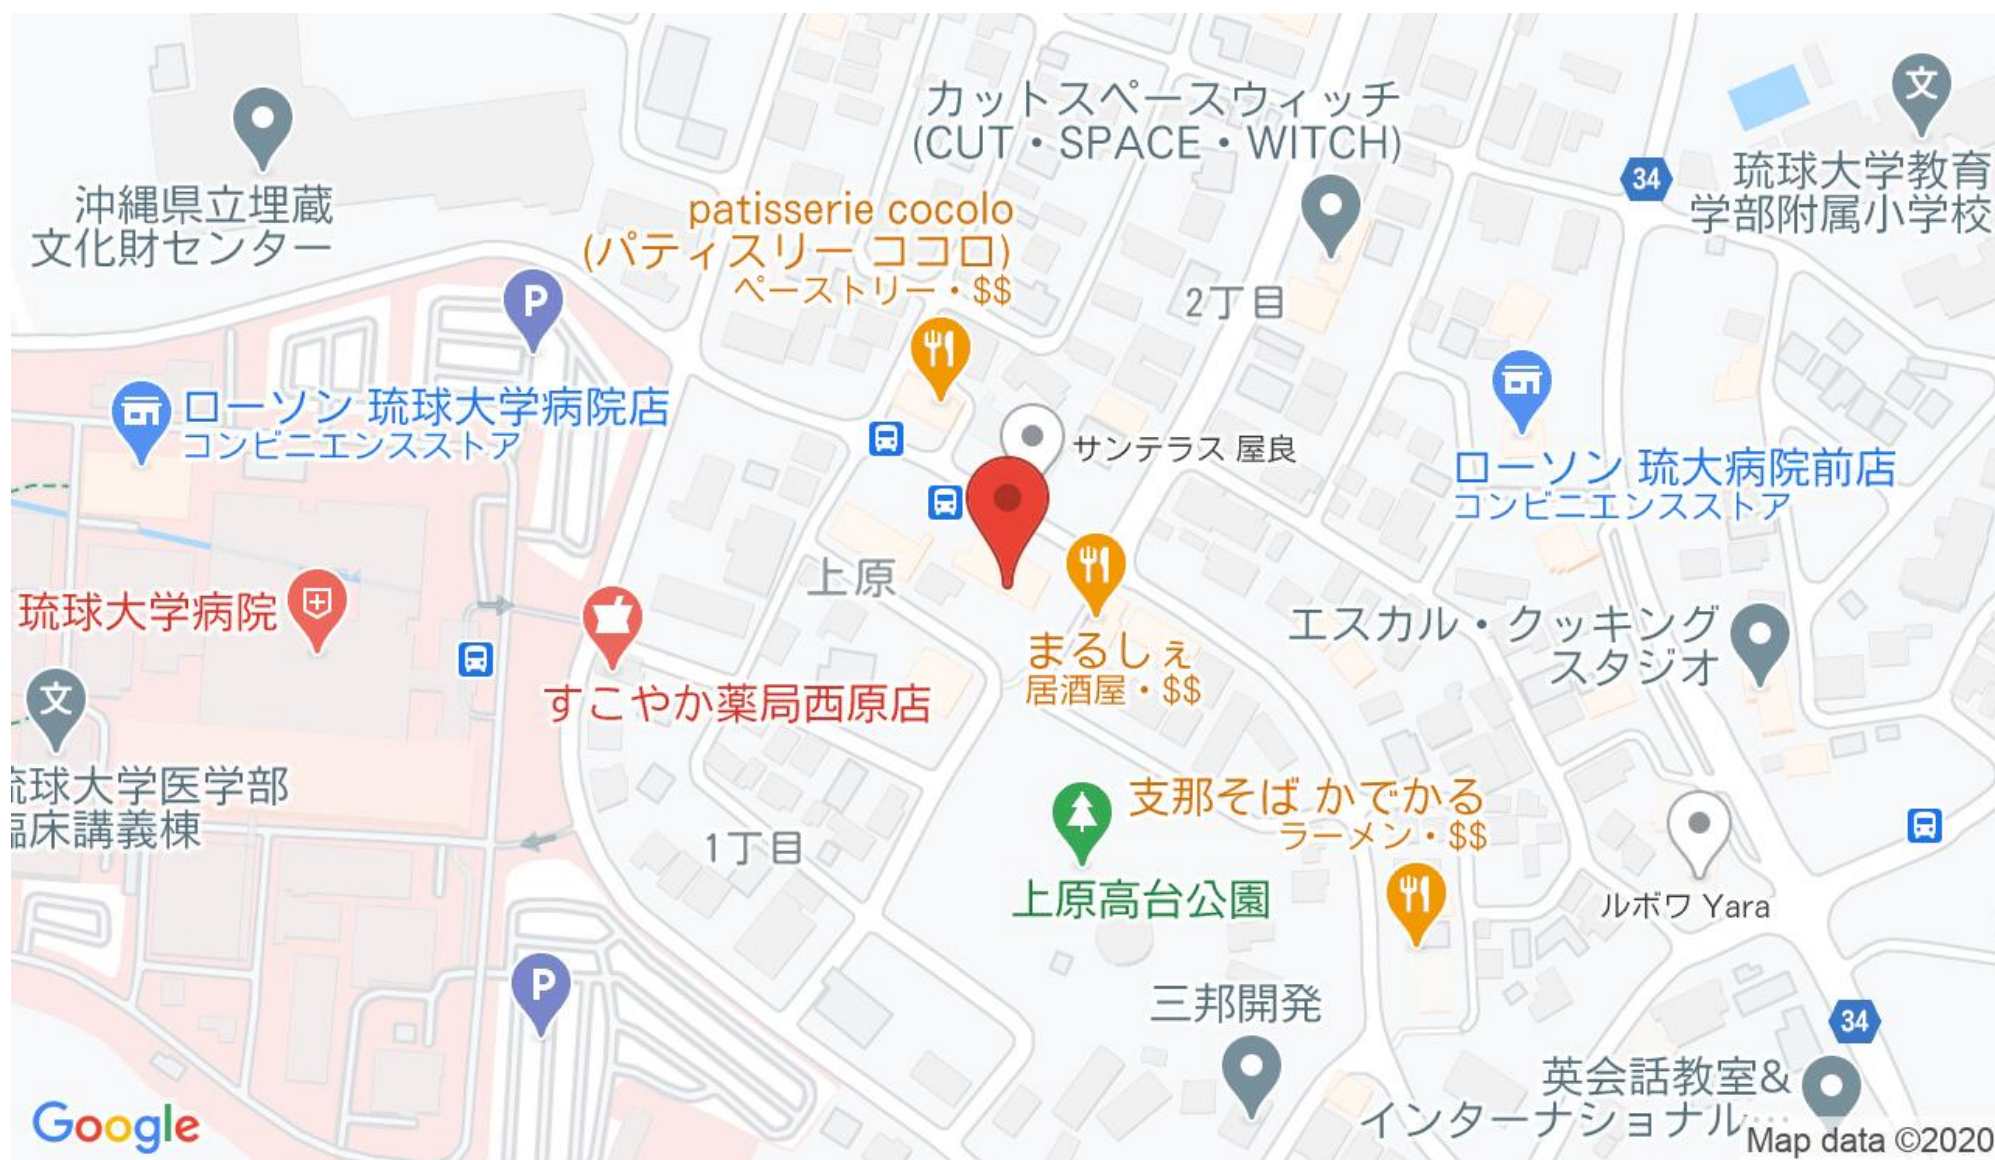 カットスペースウィッチ
(CUT・SPACE・WITCH)
沖縄県立埋蔵
文化財センター
patisserie cocolo
(パティスリー ココロ)
ペーストリー・$$
34
琉球大学教育
学部附属小学校
文
P
2丁目
ローソン 琉球大学病院店
コンビニエンスストア
サンテラス 屋良
ローソン 琉大病院前店
コンビニエンスストア
上原
琉球大学病院
すこやか薬局西原店
まるしぇ
居酒屋・$$
エスカル・クッキング
スタジオ
文
琉球大学医学部
臨床講義棟
1丁目
支那そば かでかる
ラーメン・$$
上原高台公園
ルボワ Yara
P
三邦開発
34
英会話教室&
インターナショナル…
Google
Map data ©2020